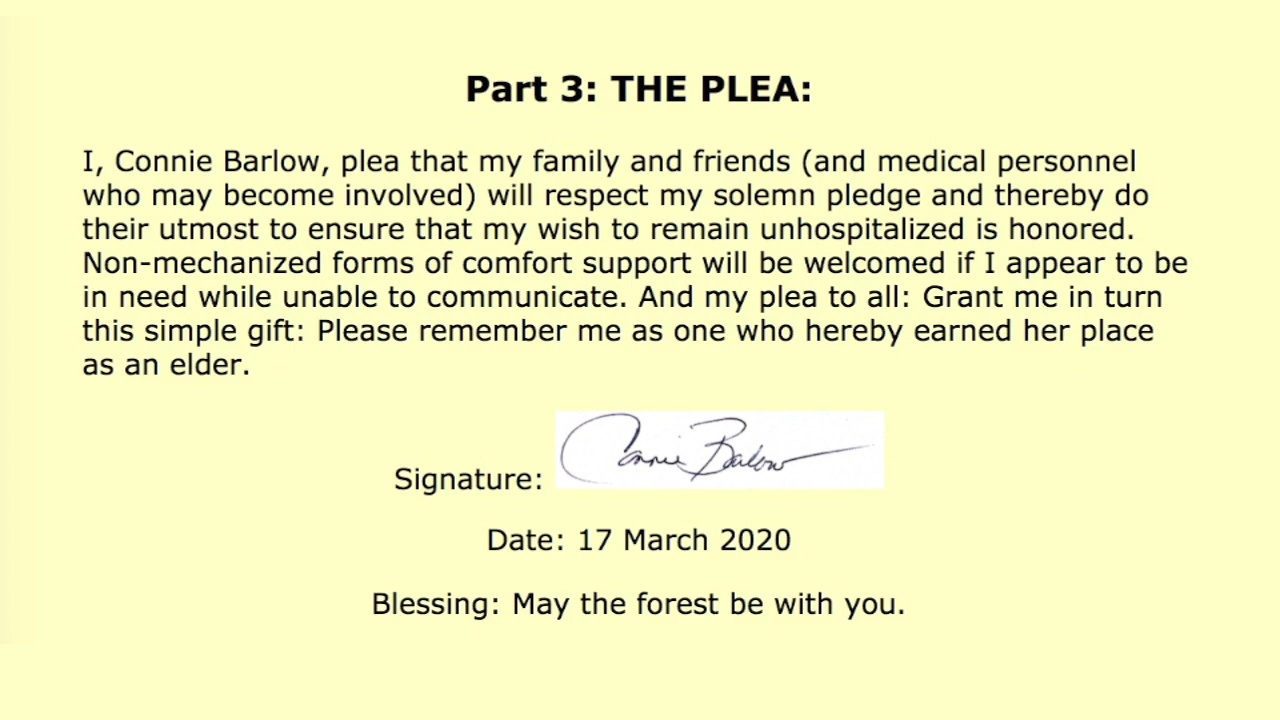 Part 3: THE PLEA:
I, Connie Barlow, plea that my family and friends (and medical personnel
who may become involved) will respect my solemn pledge and thereby do
their utmost to ensure that my wish to remain unhospitalized is honored.
Non-mechanized forms of comfort support will be welcomed if I appear to be
in need while unable to communicate. And my plea to all: Grant me in turn
this simple gift: Please remember me as one who hereby earned her place
as an elder.
Signature: Connie Barlow
Date: 17 March 2020
Blessing: May the forest be with you.